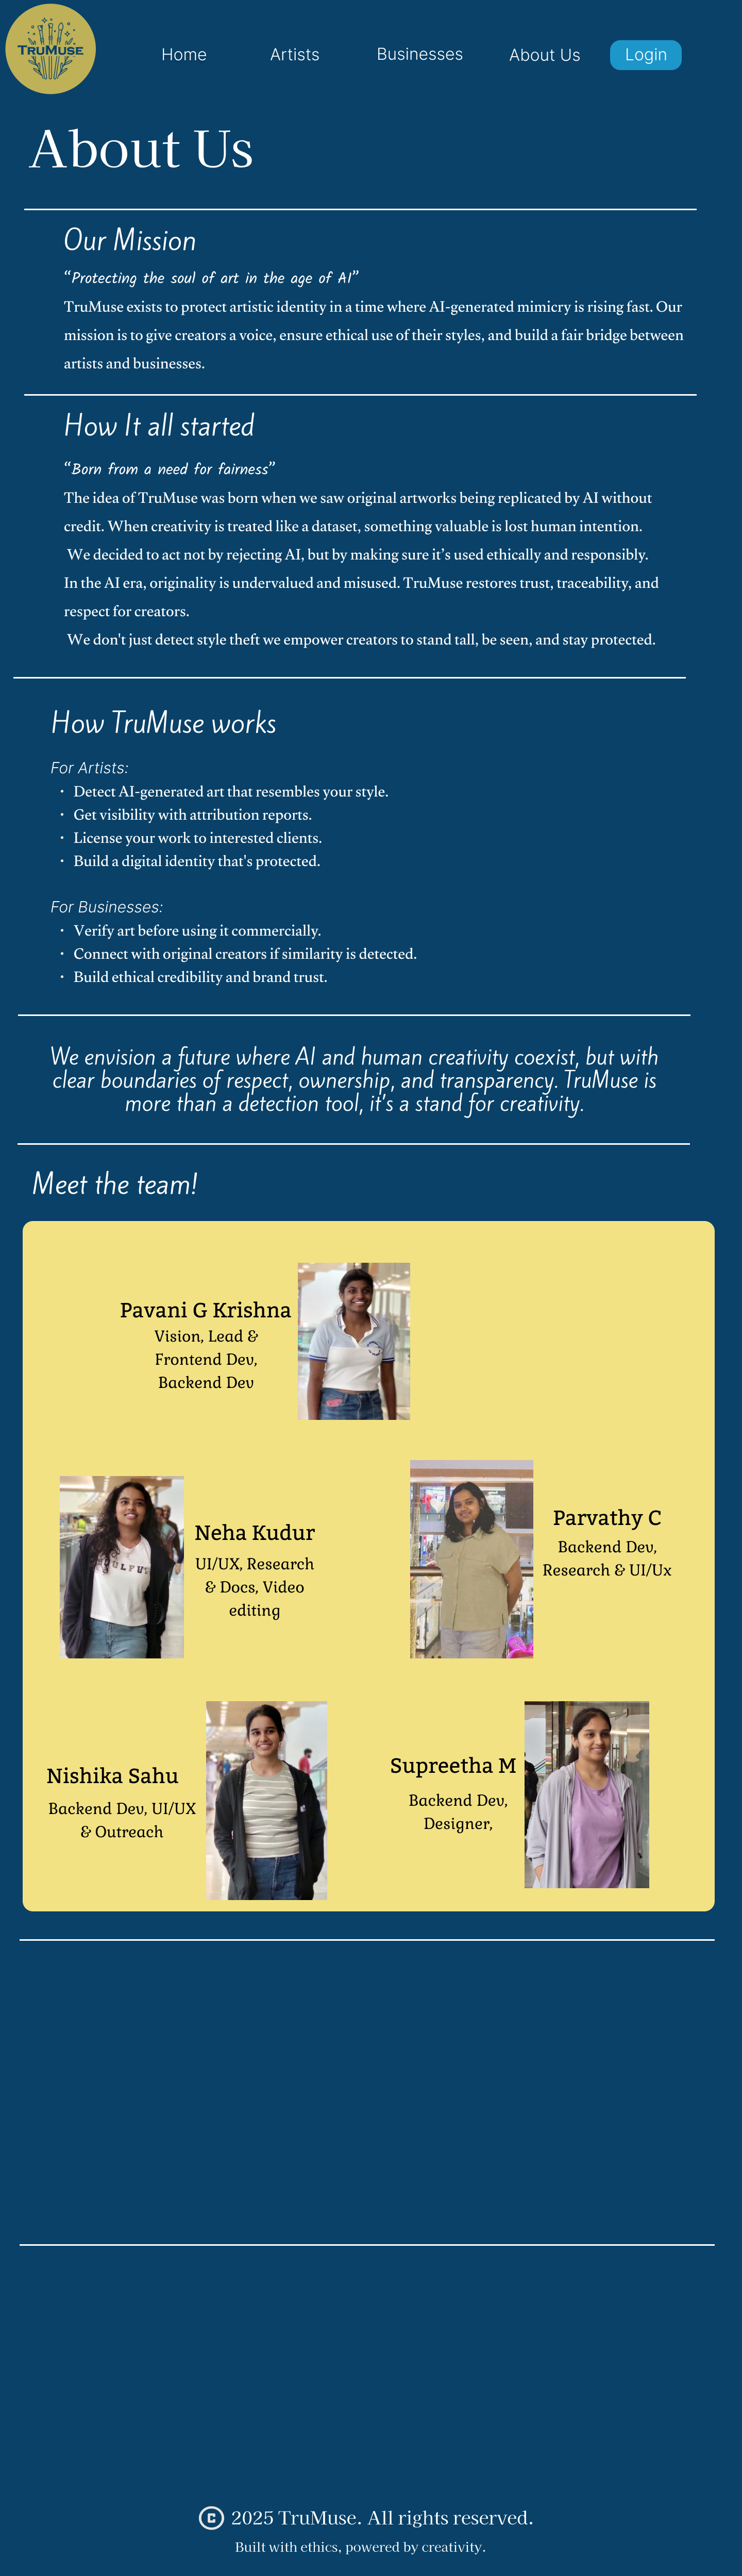 TruMuse
Home
Artists
Businesses
About Us
Login
About Us
Our Mission
“Protecting the soul of art in the age of AI”
TruMuse exists to protect artistic identity in a time where AI-generated mimicry is rising fast. Our
mission is to give creators a voice, ensure ethical use of their styles, and build a fair bridge between
artists and businesses.
How It all started
“Born from a need for fairness”
The idea of TruMuse was born when we saw original artworks being replicated by AI without
credit. When creativity is treated like a dataset, something valuable is lost human intention.
We decided to act not by rejecting AI, but by making sure it’s used ethically and responsibly.
In the AI era, originality is undervalued and misused. TruMuse restores trust, traceability, and
respect for creators.
We don't just detect style theft we empower creators to stand tall, be seen, and stay protected.
How TruMuse works
For Artists:
• Detect AI-generated art that resembles your style.
• Get visibility with attribution reports.
• License your work to interested clients.
• Build a digital identity that's protected.
For Businesses:
• Verify art before using it commercially.
• Connect with original creators if similarity is detected.
• Build ethical credibility and brand trust.
We envision a future where AI and human creativity coexist, but with
clear boundaries of respect, ownership, and transparency. TruMuse is
more than a detection tool, it’s a stand for creativity.
Meet the team!
Pavani G Krishna
Vision, Lead &
Frontend Dev,
Backend Dev
Neha Kudur
UI/UX, Research
& Docs, Video
editing
Parvathy C
Backend Dev,
Research & UI/Ux
Nishika Sahu
Backend Dev, UI/UX
& Outreach
Supreetha M
Backend Dev,
Designer,
© 2025 TruMuse. All rights reserved.
Built with ethics, powered by creativity.